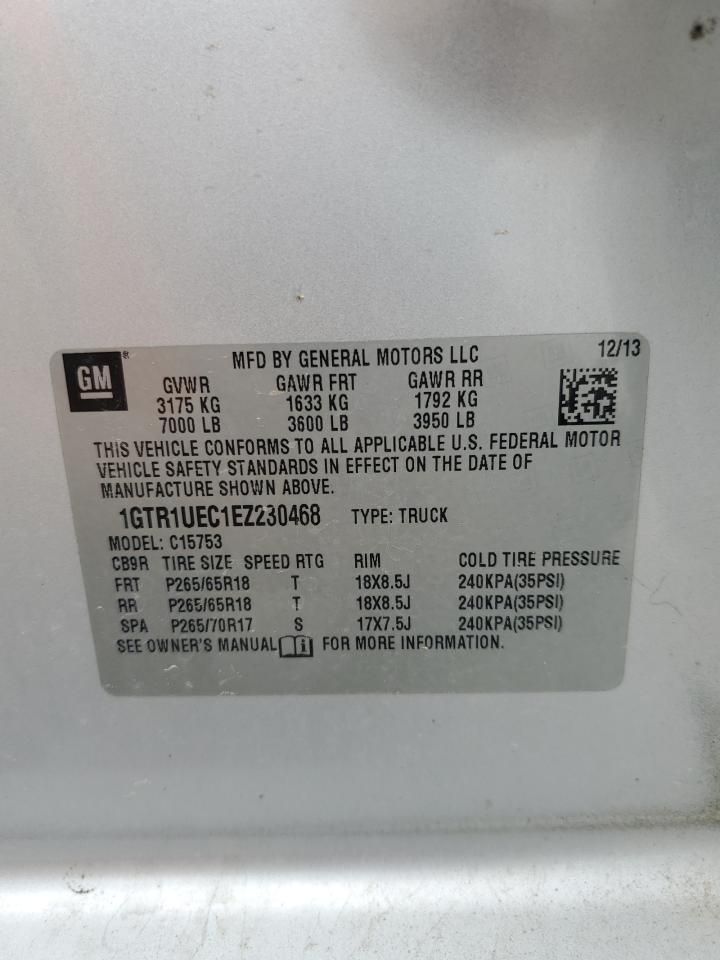 GM ® MFD BY GENERAL MOTORS LLC 12/13
GVWR GAWR FRT GAWR RR
3175 KG 1633 KG 1792 KG
7000 LB 3600 LB 3950 LB
THIS VEHICLE CONFORMS TO ALL APPLICABLE U.S. FEDERAL MOTOR
VEHICLE SAFETY STANDARDS IN EFFECT ON THE DATE OF
MANUFACTURE SHOWN ABOVE.
1GTR1UEC1EZ230468 TYPE: TRUCK
MODEL: C15753
CB9R TIRE SIZE SPEED RTG RIM COLD TIRE PRESSURE
FRT P265/65R18 T 18X8.5J 240KPA(35PSI)
RR P265/65R18 T 18X8.5J 240KPA(35PSI)
SPA P265/70R17 S 17X7.5J 240KPA(35PSI)
SEE OWNER'S MANUAL i FOR MORE INFORMATION.